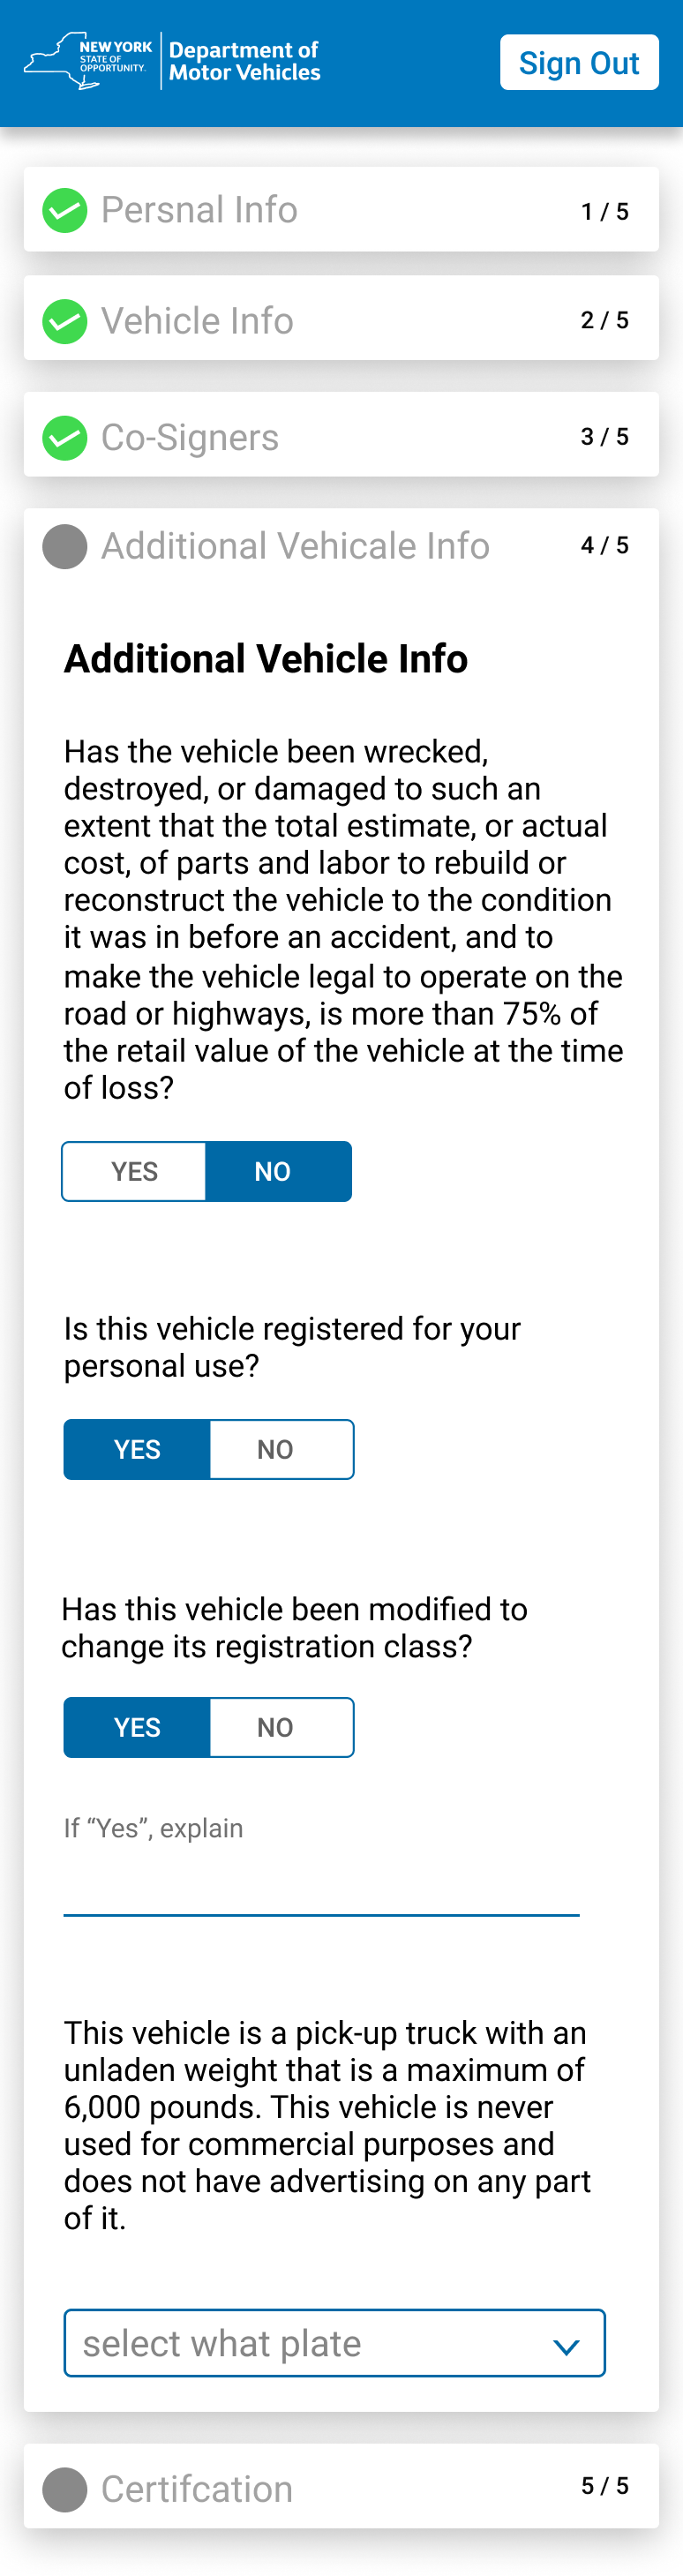 NEW YORK
STATE OF
OPPORTUNITY.
Department of
Motor Vehicles
Sign Out
Persnal Info
1 / 5
Vehicle Info
2 / 5
Co-Signers
3 / 5
Additional Vehicale Info
4 / 5
Additional Vehicle Info
Has the vehicle been wrecked,
destroyed, or damaged to such an
extent that the total estimate, or actual
cost, of parts and labor to rebuild or
reconstruct the vehicle to the condition
it was in before an accident, and to
make the vehicle legal to operate on the
road or highways, is more than 75% of
the retail value of the vehicle at the time
of loss?
YES NO
Is this vehicle registered for your
personal use?
YES NO
Has this vehicle been modified to
change its registration class?
YES NO
If “Yes”, explain
This vehicle is a pick-up truck with an
unladen weight that is a maximum of
6,000 pounds. This vehicle is never
used for commercial purposes and
does not have advertising on any part
of it.
select what plate
Certifcation
5 / 5